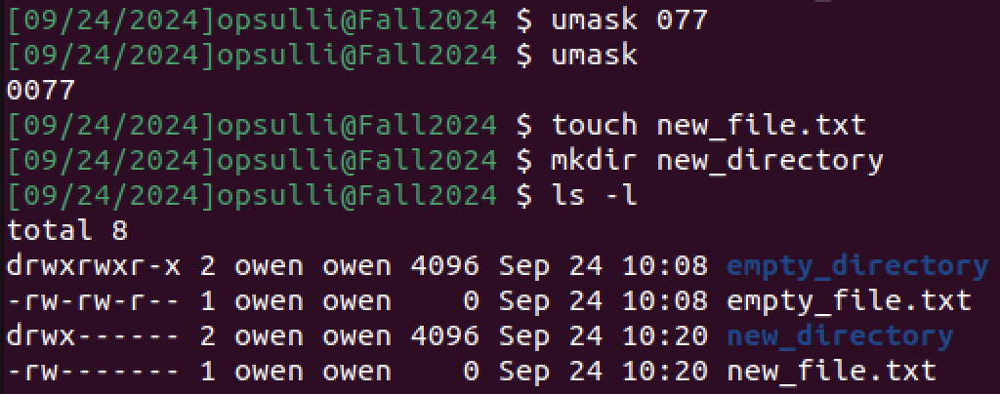 [09/24/2024]opsulli@Fall2024 $ umask 077
[09/24/2024]opsulli@Fall2024 $ umask
0077
[09/24/2024]opsulli@Fall2024 $ touch new_file.txt
[09/24/2024]opsulli@Fall2024 $ mkdir new_directory
[09/24/2024]opsulli@Fall2024 $ ls -l
total 8
drwxrwxr-x 2 owen owen 4096 Sep 24 10:08 empty_directory
-rw-rw-r-- 1 owen owen    0 Sep 24 10:08 empty_file.txt
drwx------ 2 owen owen 4096 Sep 24 10:20 new_directory
-rw------- 1 owen owen    0 Sep 24 10:20 new_file.txt